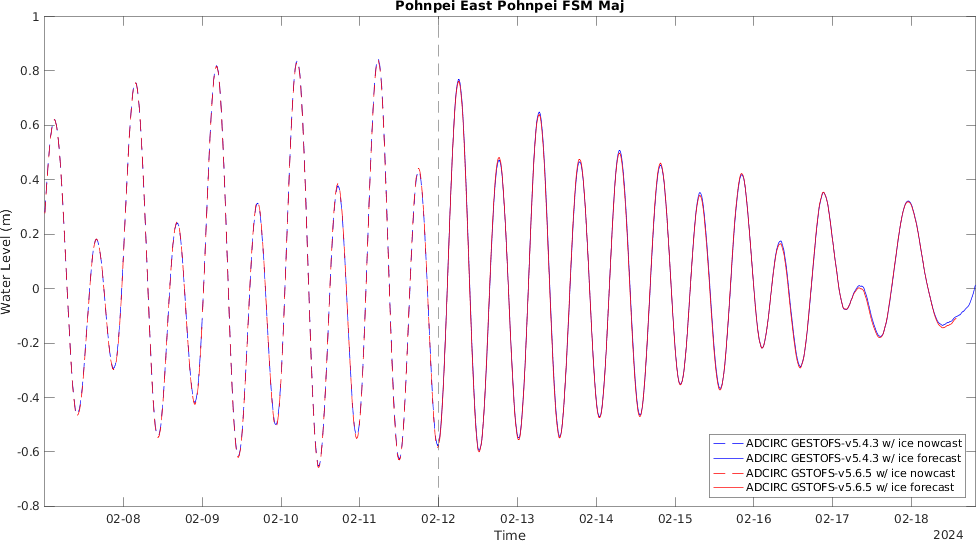 Pohnpei East Pohnpei FSM Maj
1
0.8
0.6
0.4
0.2
0
-0.2
-0.4
-0.6
-0.8
Water Level (m)
ADCIRC GESTOFS-v5.4.3 w/ ice nowcast
ADCIRC GESTOFS-v5.4.3 w/ ice forecast
ADCIRC GSTOFS-v5.6.5 w/ ice nowcast
ADCIRC GSTOFS-v5.6.5 w/ ice forecast
02-08 02-09 02-10 02-11 02-12 02-13 02-14 02-15 02-16 02-17 02-18
Time
2024